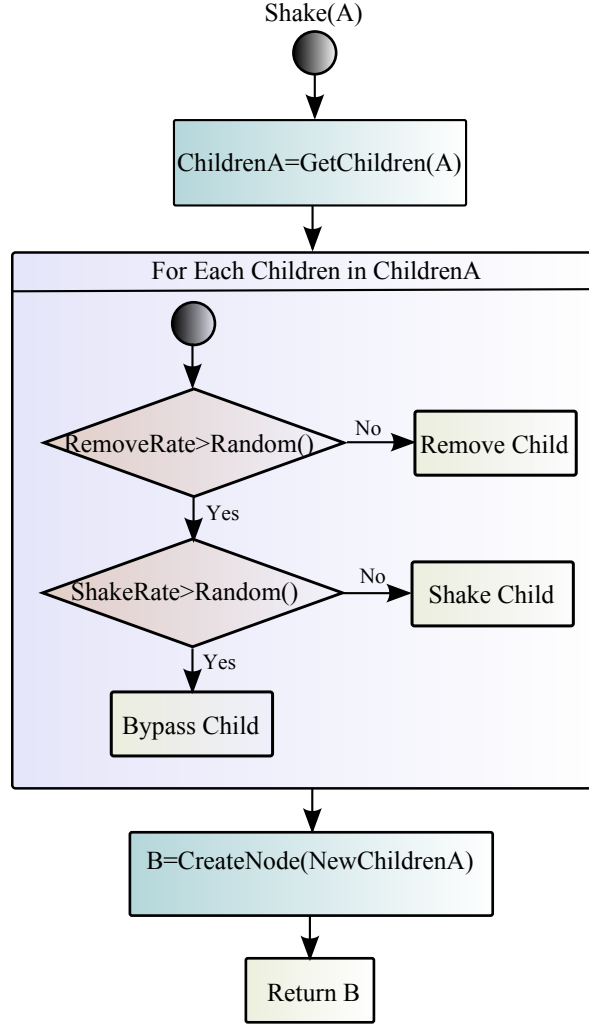 Shake(A)
ChildrenA=GetChildren(A)
For Each Children in ChildrenA
RemoveRate>Random()
No
Remove Child
Yes
ShakeRate>Random()
No
Shake Child
Yes
Bypass Child
B=CreateNode(NewChildrenA)
Return B